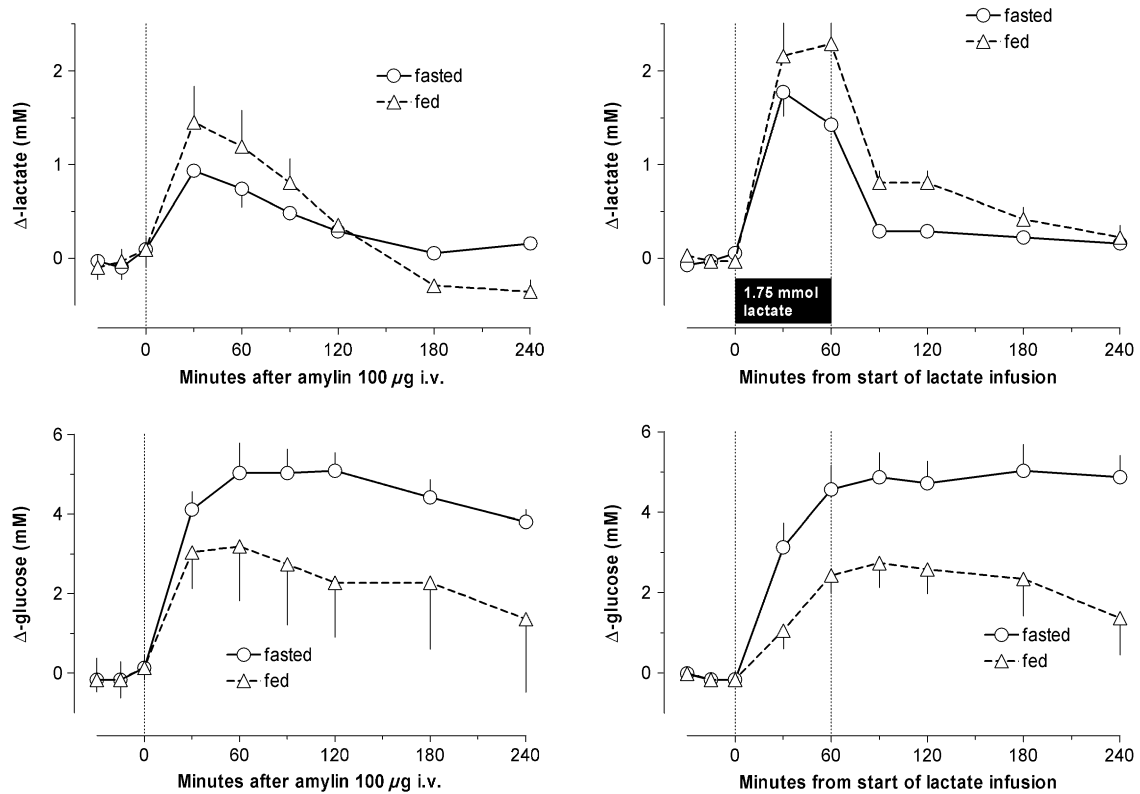 fasted
fed
2
1
0
Δ-lactate (mM)
0 60 120 180 240
Minutes after amylin 100 µg i.v.
fasted
fed
2
1
0
Δ-lactate (mM)
1.75 mmol
lactate
0 60 120 180 240
Minutes from start of lactate infusion
6
4
2
0
Δ-glucose (mM)
fasted
fed
0 60 120 180 240
Minutes after amylin 100 µg i.v.
6
4
2
0
Δ-glucose (mM)
fasted
fed
0 60 120 180 240
Minutes from start of lactate infusion